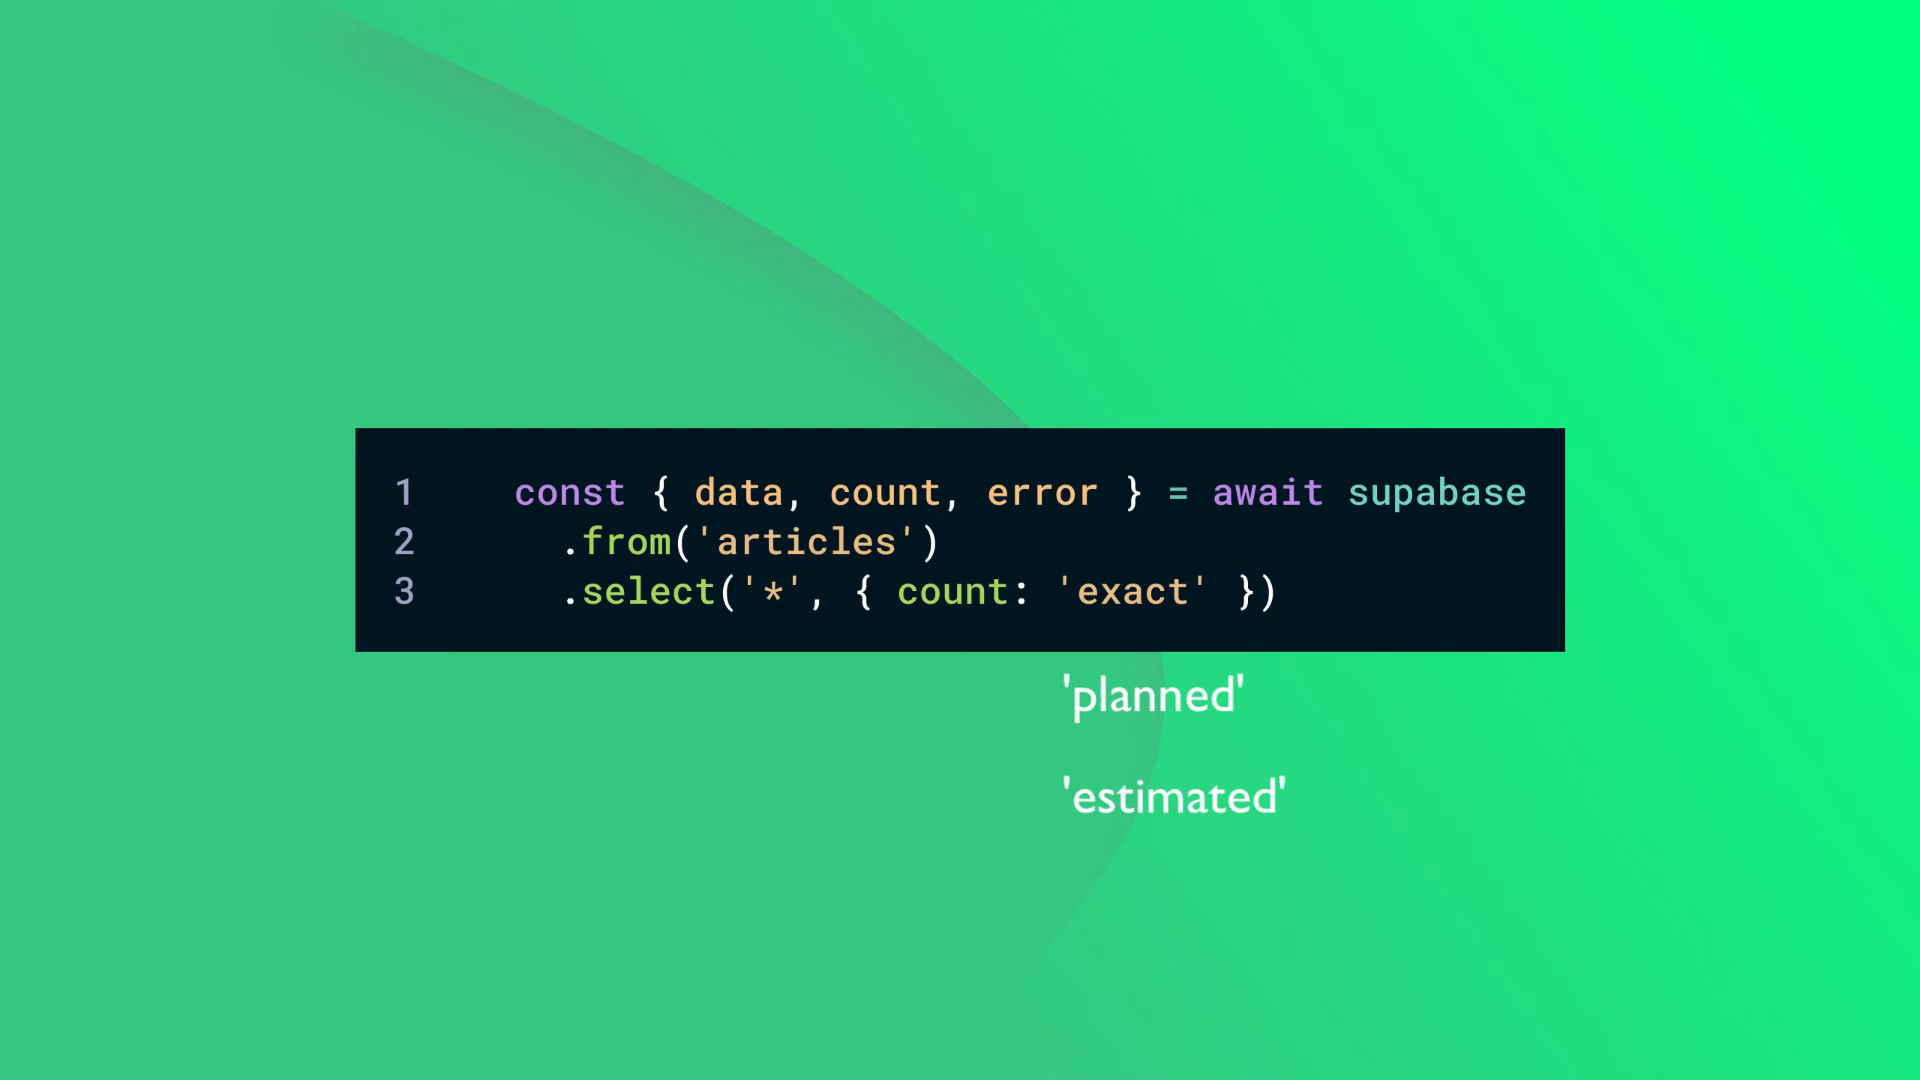 1 const { data, count, error } = await supabase
2 .from('articles')
3 .select('*', { count: 'exact' })
'planned'
'estimated'